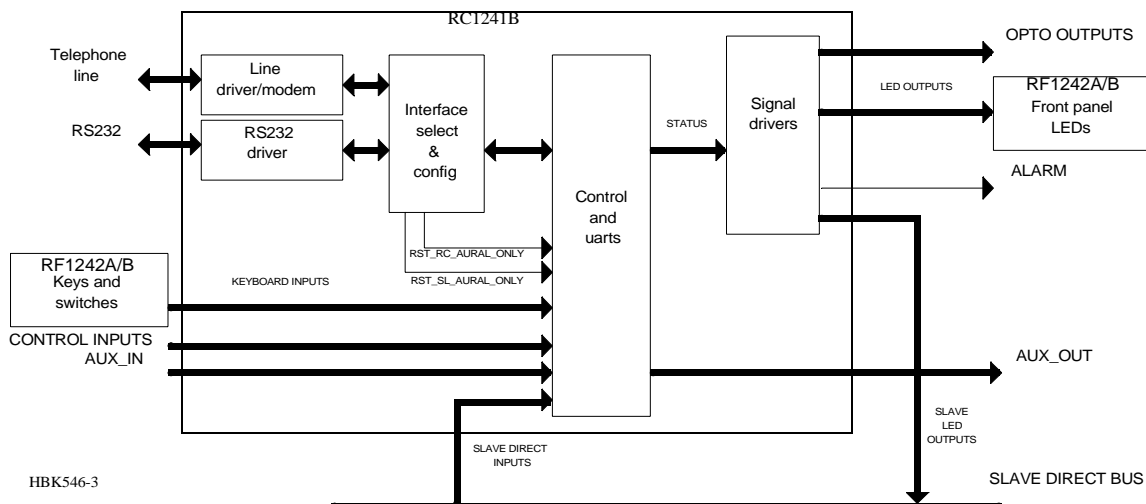 RC1241B
Telephone
line
RS232
Line
driver/modem
RS232
driver
Interface
select
&
config
RST_RC_AURAL_ONLY
RST_SL_AURAL_ONLY
RF1242A/B
Keys and
switches
KEYBOARD INPUTS
CONTROL INPUTS
AUX_IN
Control
and
uarts
STATUS
Signal
drivers
OPTO OUTPUTS
LED OUTPUTS
RF1242A/B
Front panel
LEDs
ALARM
AUX_OUT
SLAVE
LED
OUTPUTS
SLAVE DIRECT
INPUTS
HBK546-3
SLAVE DIRECT BUS